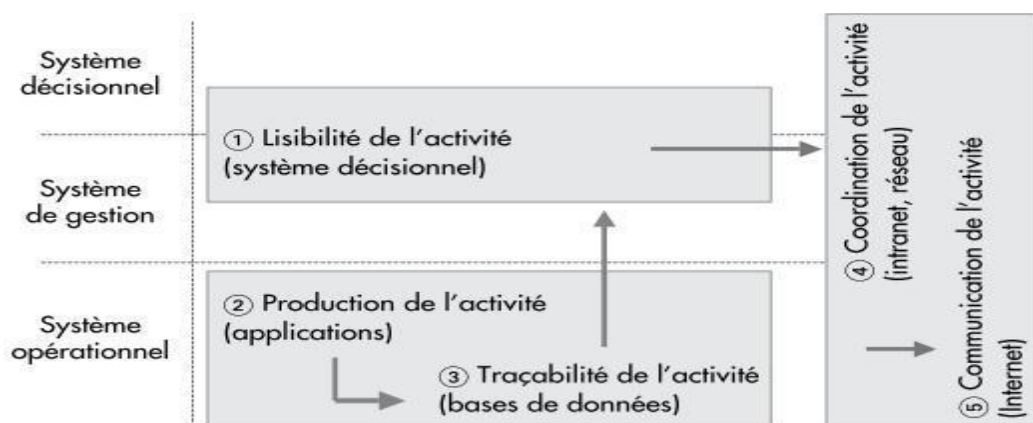 Système
décisionnel
① Lisibilité de l’activité
(système décisionnel)
Système
de gestion
② Production de l’activité
(applications)
Système
opérationnel
③ Traçabilité de l’activité
(bases de données)
④ Coordination de l’activité
(intranet, réseau)
⑤ Communication de l’activité
(Internet)